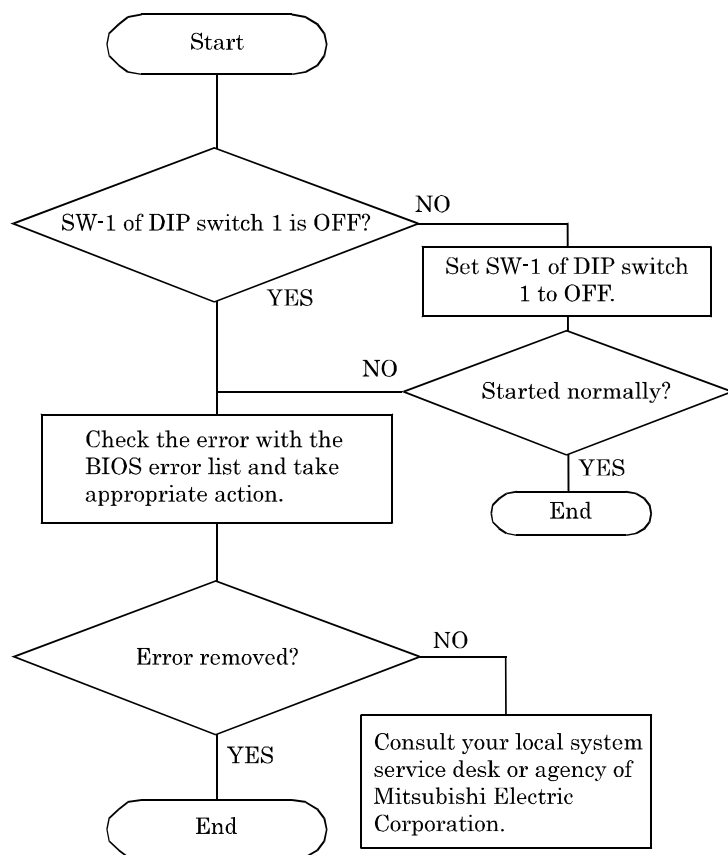 Start
SW-1 of DIP switch 1 is OFF?
NO
YES
Set SW-1 of DIP switch
1 to OFF.
NO
Started normally?
YES
End
Check the error with the
BIOS error list and take
appropriate action.
Error removed?
NO
YES
Consult your local system
service desk or agency of
Mitsubishi Electric
Corporation.
End